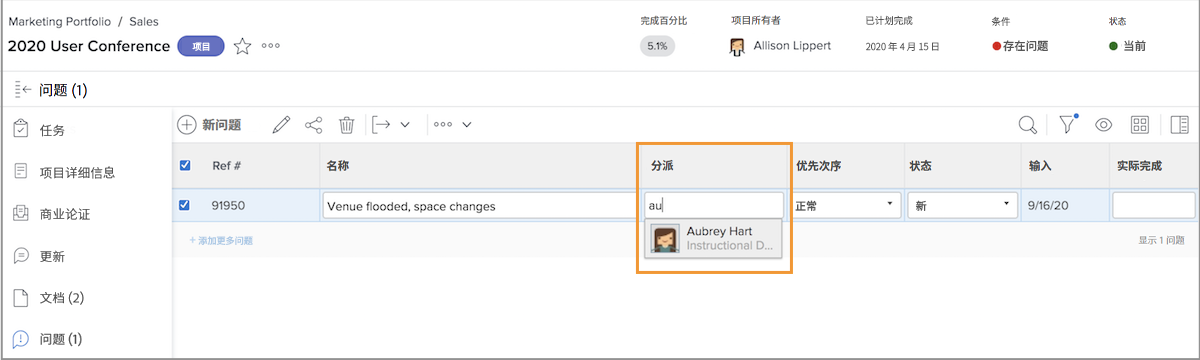 Marketing Portfolio / Sales
2020 User Conference 项目
完成百分比
5.1%
项目所有者
Allison Lippert
已计划完成
2020 年 4 月 15 日
条件
存在问题
状态
当前
问题 (1)
任务
项目详细信息
商业论证
更新
文档 (2)
问题 (1)
新问题
Ref # 名称 分派 优先次序 状态 输入 实际完成
91950 Venue flooded, space changes au 正常 新 9/16/20
Aubrey Hart
Instructional D...
+ 添加更多问题
显示 1 问题